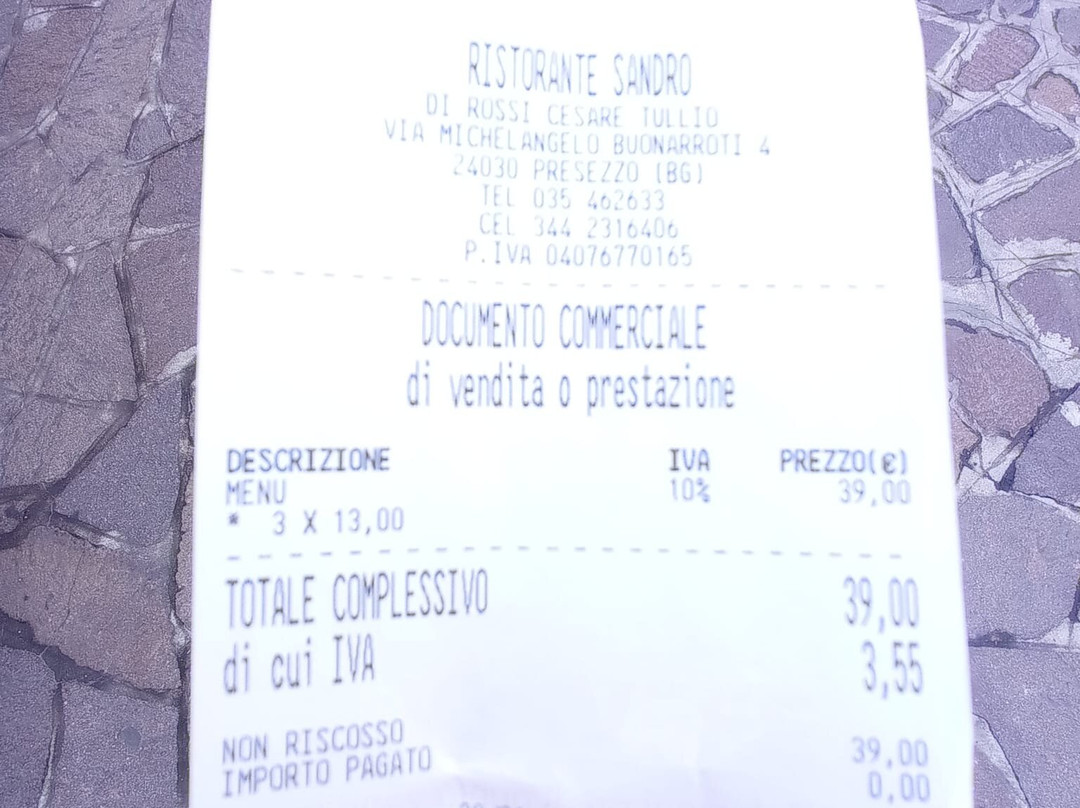 RISTORANTE SANDRO
DI ROSSI CESARE TULLIO
VIA MICHELANGELO BUONARROTI 4
24030 PRESEZZO (BG)
TEL 035 462633
CEL 344 2316406
P.IVA 04076770165
DOCUMENTO COMMERCIALE
di vendita o prestazione
DESCRIZIONE IVA PREZZO(€)
MENU 10% 39,00
* 3 X 13,00
TOTALE COMPLESSIVO 39,00
di cui IVA 3,55
NON RISCOSSO 39,00
IMPORTO PAGATO 0,00